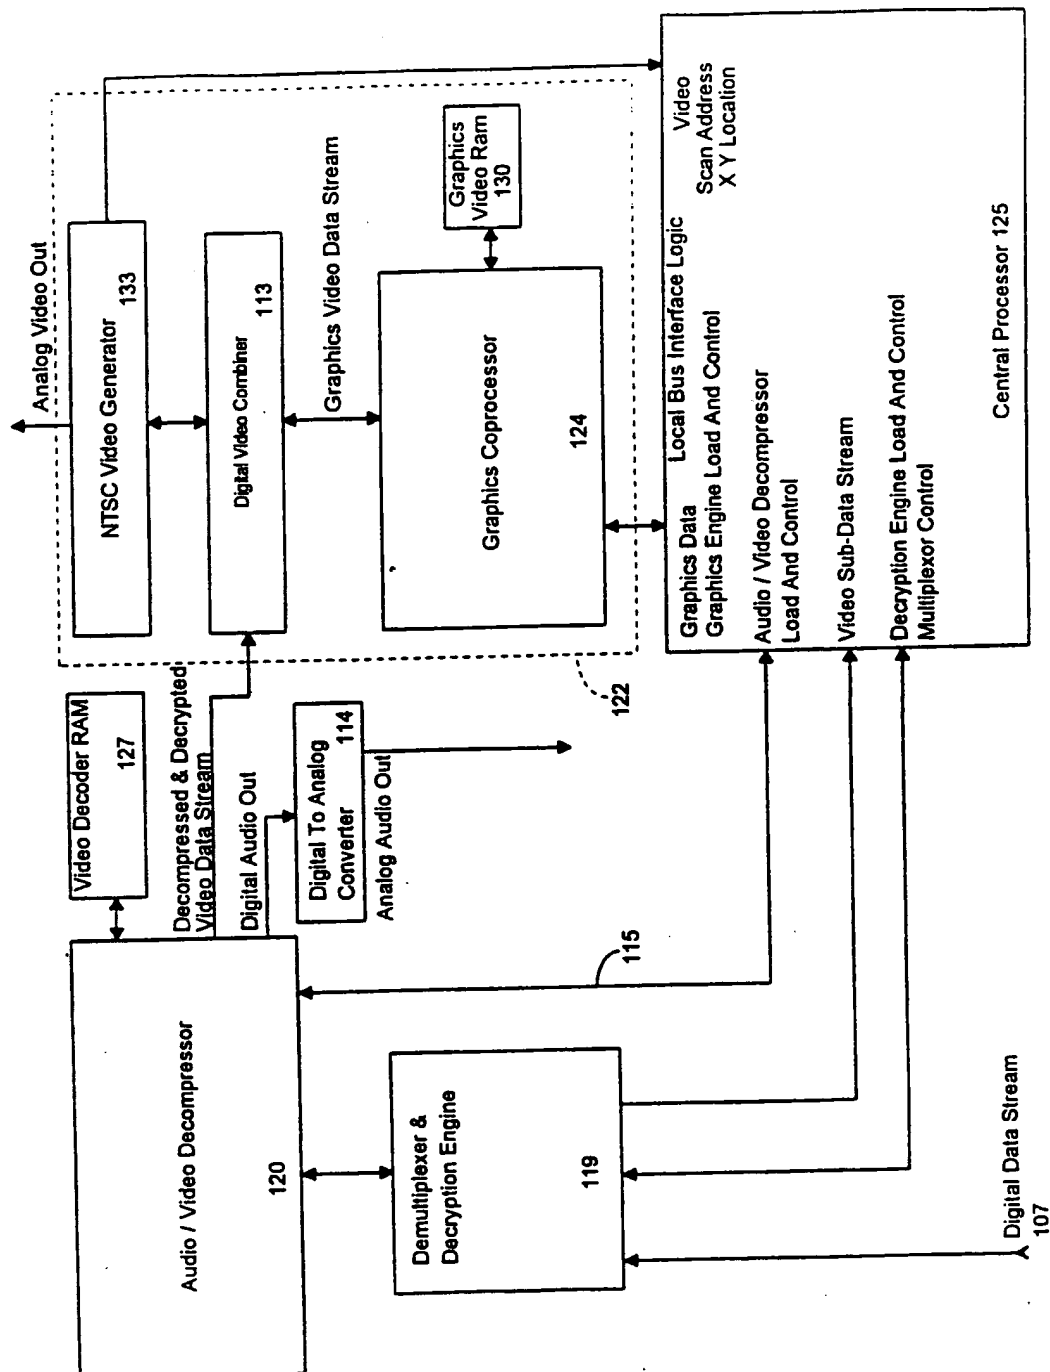 Audio / Video Decompressor
120
Video Decoder RAM
127
Decompressed & Decrypted
Video Data Stream
Digital Audio Out
Digital To Analog
Converter
114
Analog Audio Out
Analog Video Out
NTSC Video Generator
133
Digital Video Combiner
113
Graphics Video Data Stream
Graphics Coprocessor
124
Graphics
Video Ram
130
122
Demultiplexer &
Decryption Engine
119
115
Digital Data Stream
107
Local Bus Interface Logic
Graphics Data
Graphics Engine Load And Control
Audio / Video Decompressor
Load And Control
Video Sub-Data Stream
Decryption Engine Load And Control
Multiplexor Control
Video
Scan Address
X Y Location
Central Processor 125